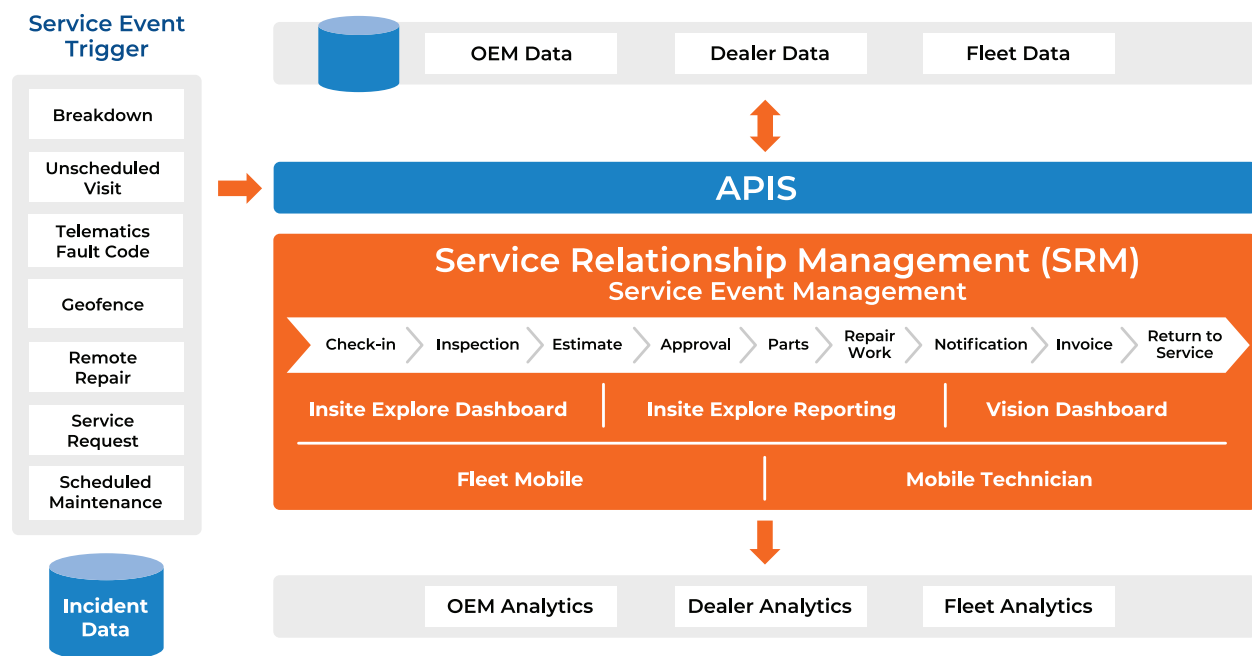 Service Event
Trigger
Breakdown
Unscheduled
Visit
Telematics
Fault Code
Geofence
Remote
Repair
Service
Request
Scheduled
Maintenance
Incident
Data
OEM Data
Dealer Data
Fleet Data
APIS
Service Relationship Management (SRM)
Service Event Management
Check-in
Inspection
Estimate
Approval
Parts
Repair
Work
Notification
Invoice
Return to
Service
Insite Explore Dashboard
Insite Explore Reporting
Vision Dashboard
Fleet Mobile
Mobile Technician
OEM Analytics
Dealer Analytics
Fleet Analytics